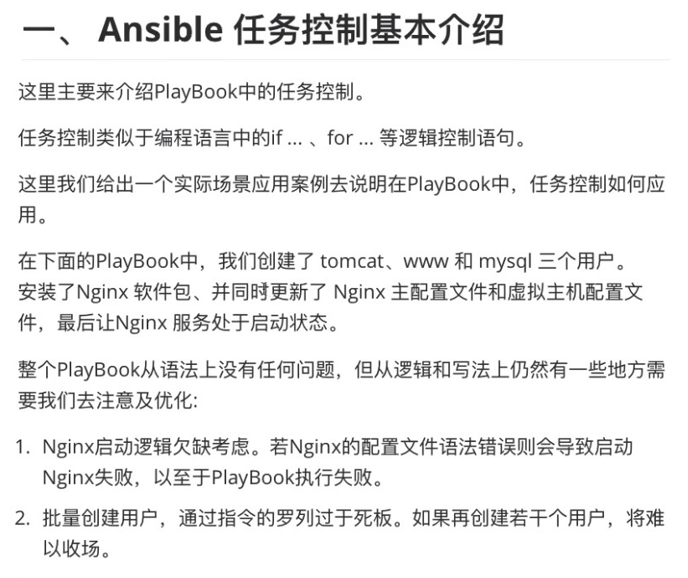 一、 Ansible 任务控制基本介绍
这里主要来介绍PlayBook中的任务控制。
任务控制类似于编程语言中的if ... 、for ... 等逻辑控制语句。
这里我们给出一个实际场景应用案例去说明在PlayBook中，任务控制如何应
用。
在下面的PlayBook中，我们创建了 tomcat、www 和 mysql 三个用户。
安装了Nginx 软件包、并同时更新了 Nginx 主配置文件和虚拟主机配置文
件，最后让Nginx 服务处于启动状态。
整个PlayBook从语法上没有任何问题，但从逻辑和写法上仍然有一些地方需
要我们去注意及优化:
1. Nginx启动逻辑欠缺考虑。若Nginx的配置文件语法错误则会导致启动
Nginx失败，以至于PlayBook执行失败。
2. 批量创建用户，通过指令的罗列过于死板。如果再创建若干个用户，将难
以收场。